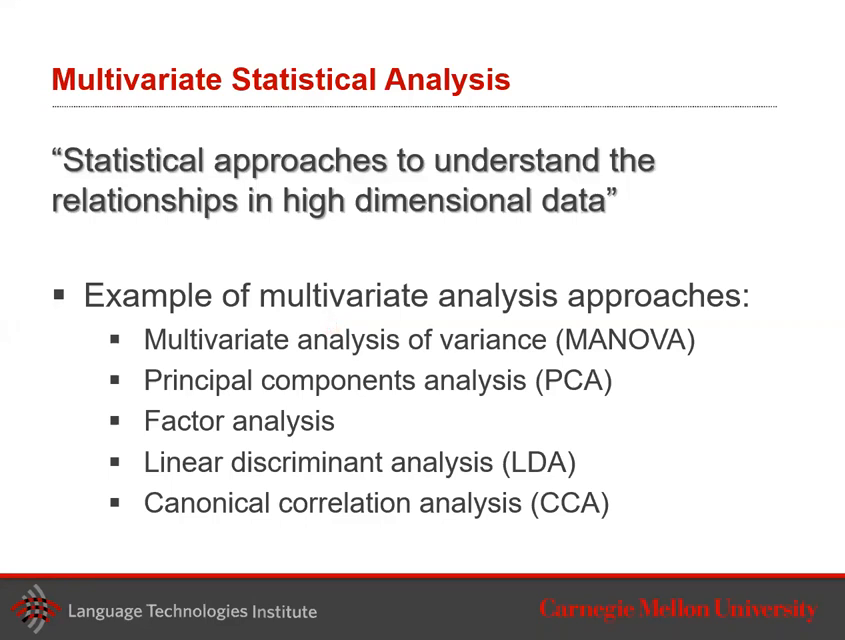 Multivariate Statistical Analysis
“Statistical approaches to understand the
relationships in high dimensional data”
▪ Example of multivariate analysis approaches:
▪ Multivariate analysis of variance (MANOVA)
▪ Principal components analysis (PCA)
▪ Factor analysis
▪ Linear discriminant analysis (LDA)
▪ Canonical correlation analysis (CCA)
Language Technologies Institute
Carnegie Mellon University